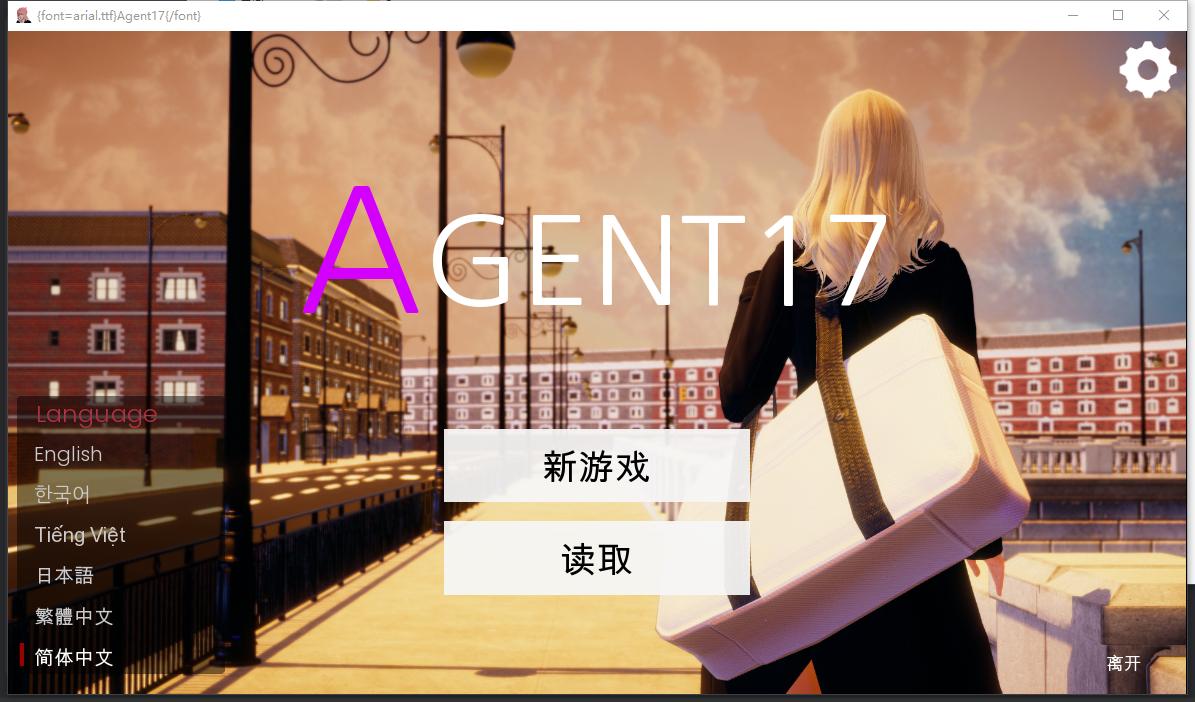 {font=arial.ttf}Agent17{/font}
AGENT17
Language
English
한국어
Tiếng Việt
日本語
繁體中文
简体中文
新游戏
读取
离开